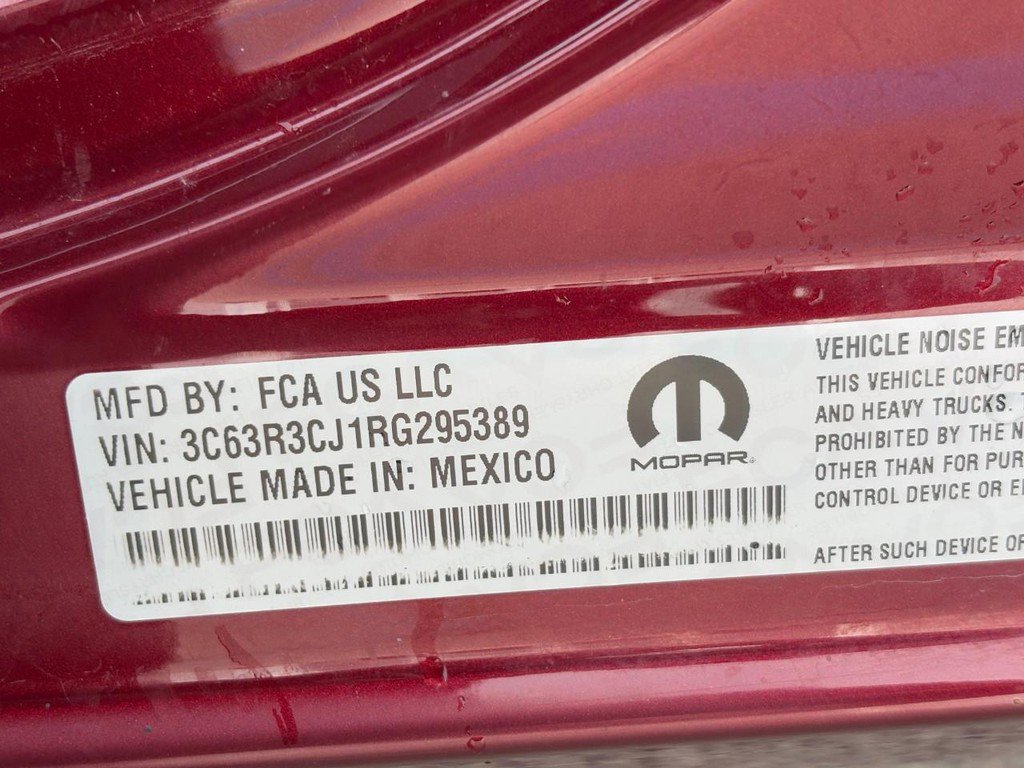 MFD BY: FCA US LLC
VIN: 3C63R3CJ1RG295389
VEHICLE MADE IN: MEXICO
MOPAR
VEHICLE NOISE EM
THIS VEHICLE CONFOR
AND HEAVY TRUCKS. T
PROHIBITED BY THE N
OTHER THAN FOR PUR
CONTROL DEVICE OR E
AFTER SUCH DEVICE OF